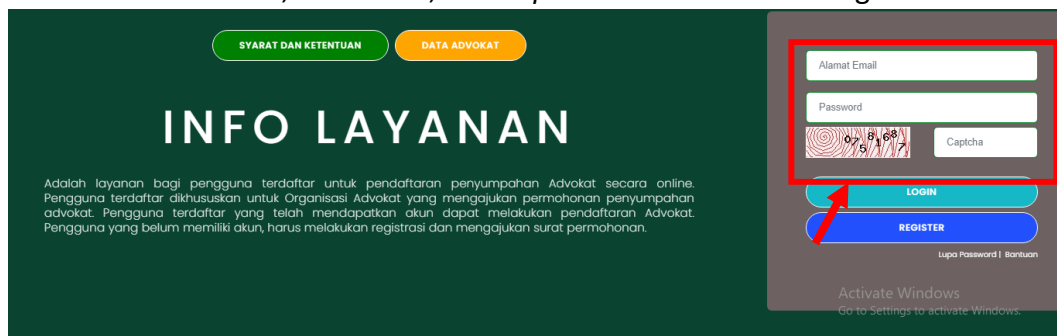 SYARAT DAN KETENTUAN
DATA ADVOKAT
INFO LAYANAN
Adalah layanan bagi pengguna terdaftar untuk pendaftaran penyumpahan Advokat secara online.
Pengguna terdaftar dikhususkan untuk Organisasi Advokat yang mengajukan permohonan penyumpahan
advokat. Pengguna terdaftar yang telah mendapatkan akun dapat melakukan pendaftaran Advokat.
Pengguna yang belum memiliki akun, harus melakukan registrasi dan mengajukan surat permohonan.
Alamat Email
Password
07581687
Captcha
LOGIN
REGISTER
Lupa Password | Bantuan
Activate Windows
Go to Settings to activate Windows.